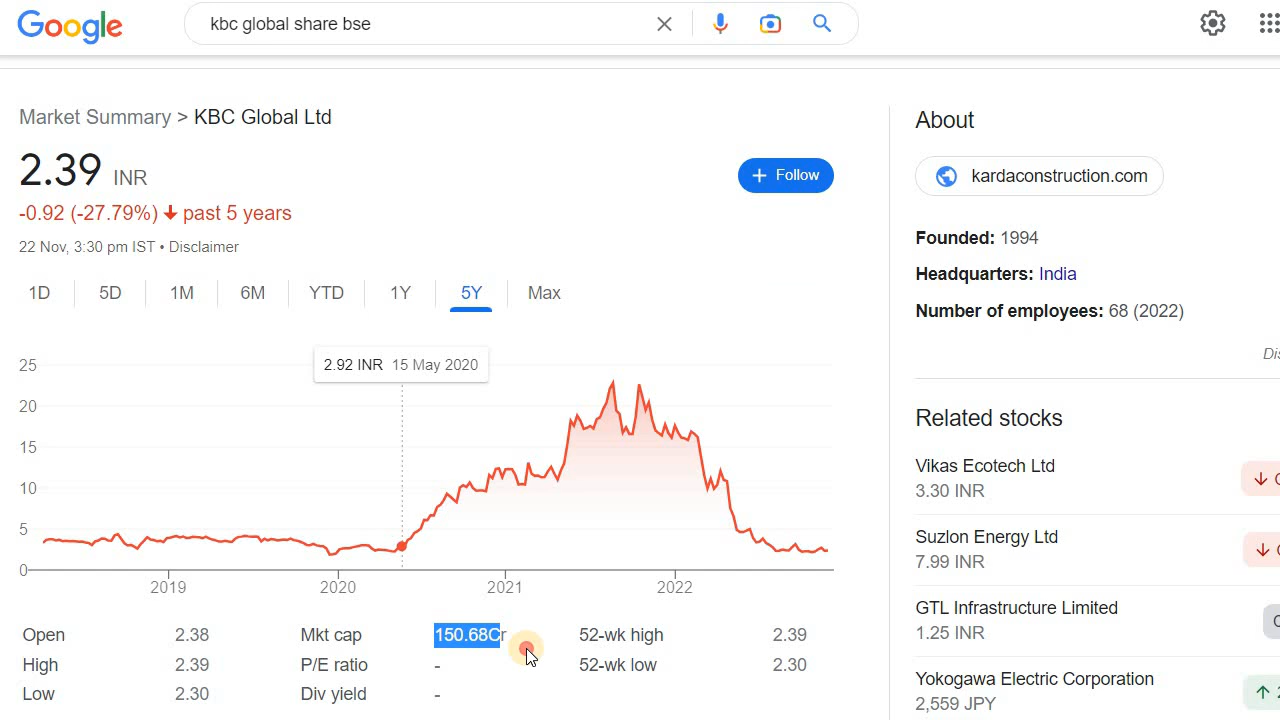 Google
kbc global share bse
Market Summary > KBC Global Ltd
2.39 INR
+ Follow
-0.92 (-27.79%) ↓ past 5 years
22 Nov, 3:30 pm IST • Disclaimer
1D 5D 1M 6M YTD 1Y 5Y Max
2.92 INR 15 May 2020
25
20
15
10
5
0
2019 2020 2021 2022
Open 2.38 Mkt cap 150.68Cr 52-wk high 2.39
High 2.39 P/E ratio - 52-wk low 2.30
Low 2.30 Div yield -
About
kardaconstruction.com
Founded: 1994
Headquarters: India
Number of employees: 68 (2022)
Related stocks
Vikas Ecotech Ltd
3.30 INR
Suzlon Energy Ltd
7.99 INR
GTL Infrastructure Limited
1.25 INR
Yokogawa Electric Corporation
2,559 JPY